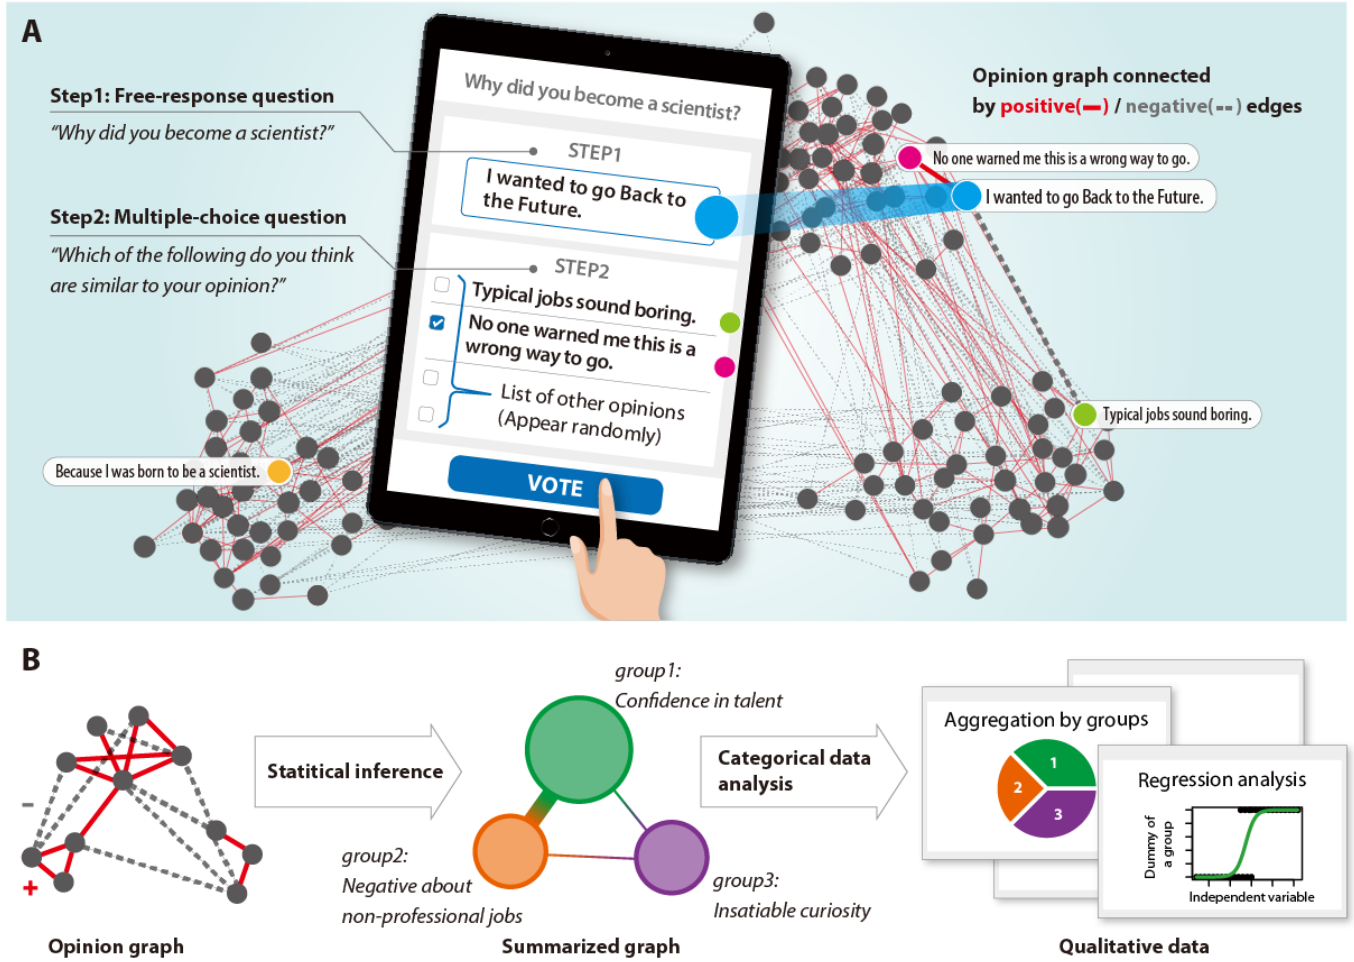 A
Step1: Free-response question
“Why did you become a scientist?”
Step2: Multiple-choice question
“Which of the following do you think
are similar to your opinion?”
Why did you become a scientist?
STEP1
I wanted to go Back to
the Future.
STEP2
Typical jobs sound boring.
No one warned me this is a
wrong way to go.
List of other opinions
(Appear randomly)
VOTE
Opinion graph connected
by positive(━) / negative(--) edges
No one warned me this is a wrong way to go.
I wanted to go Back to the Future.
Typical jobs sound boring.
Because I was born to be a scientist.
B
−
+
Opinion graph
Statitical inference
group1:
Confidence in talent
group2:
Negative about
non-professional jobs
group3:
Insatiable curiosity
Summarized graph
Categorical data
analysis
Aggregation by groups
1
2
3
Regression analysis
Dummy of
a group
Independent variable
Qualitative data